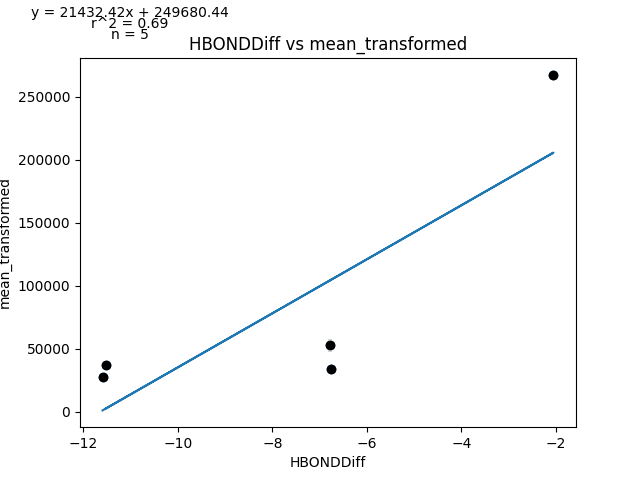 y = 21432.42x + 249680.44
r^2 = 0.69
n = 5
HBONDDiff vs mean_transformed
250000
200000
150000
100000
50000
0
mean_transformed
−12
−10
−8
−6
−4
−2
HBONDDiff